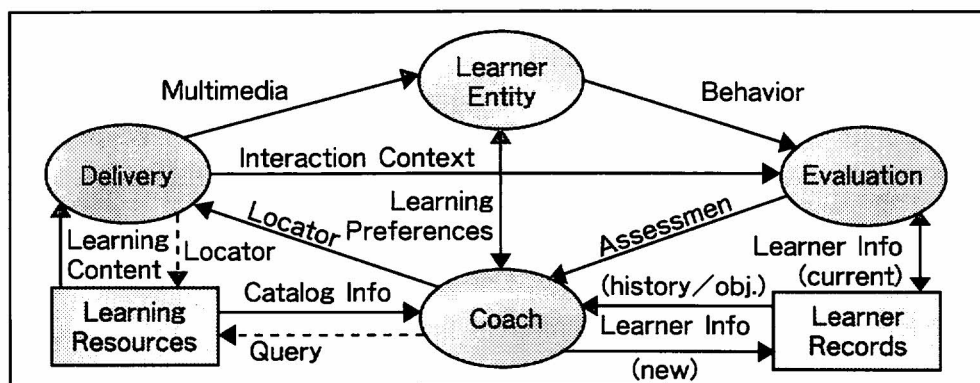 Learner
Entity
Multimedia
Behavior
Delivery
Interaction Context
Evaluation
Learning
Preferences
Locator
Assessmen
Learning
Content
Locator
Learner Info
(current)
Learning
Resources
Catalog Info
Query
Coach
(history/obj.)
Learner Info
(new)
Learner
Records